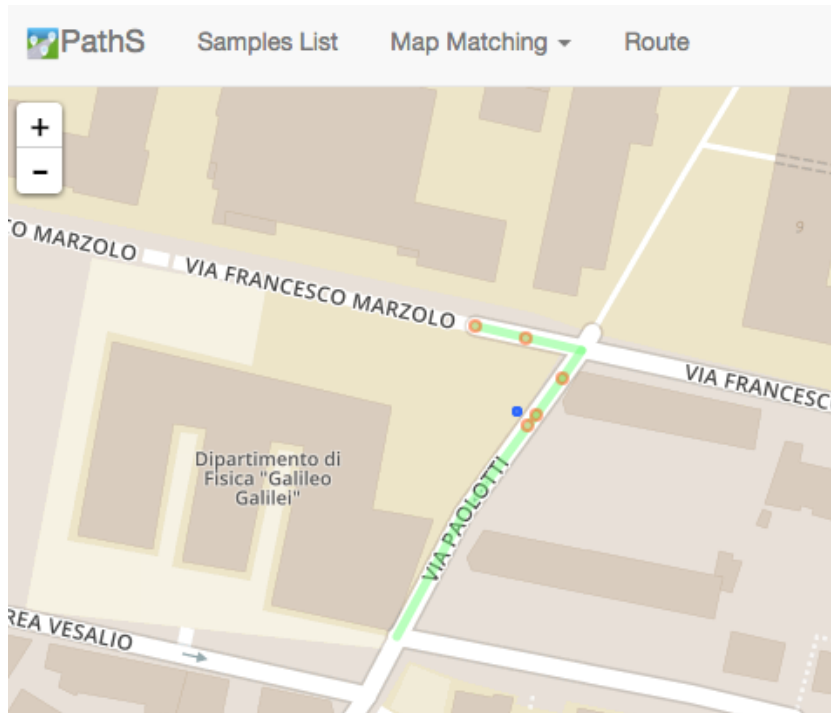 PathS Samples List Map Matching Route
+
-
9
O MARZOLO
VIA FRANCESCO MARZOLO
VIA FRANCESC
Dipartimento di
Fisica "Galileo
Galilei"
VIA PAOLOTTI
REA VESALIO